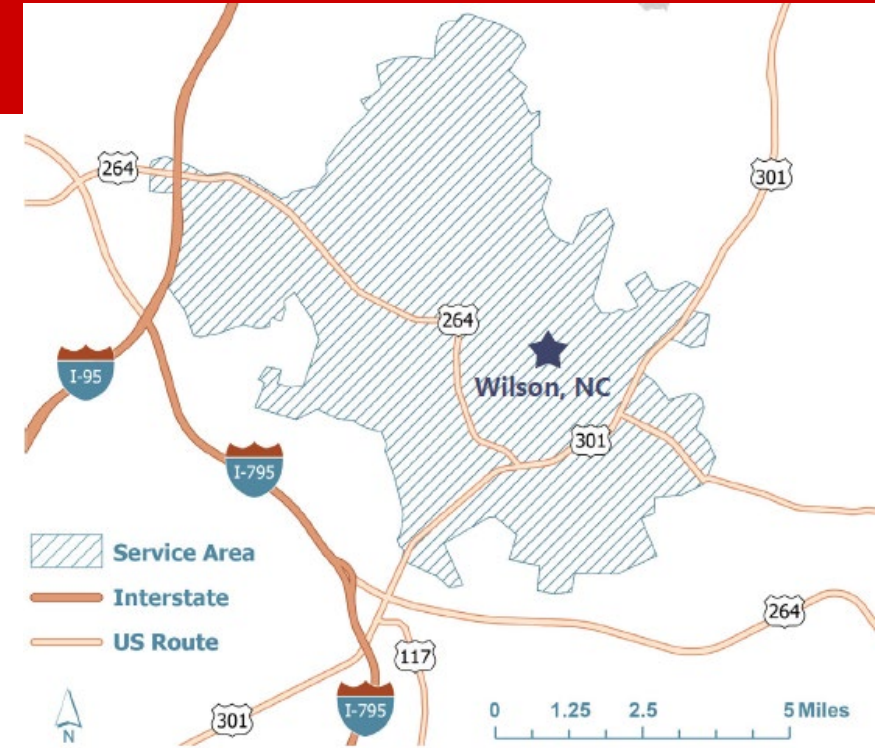 264
301
264
Wilson, NC
I-95
301
I-795
Service Area
Interstate
US Route
264
117
I-795
301
N
0 1.25 2.5 5 Miles